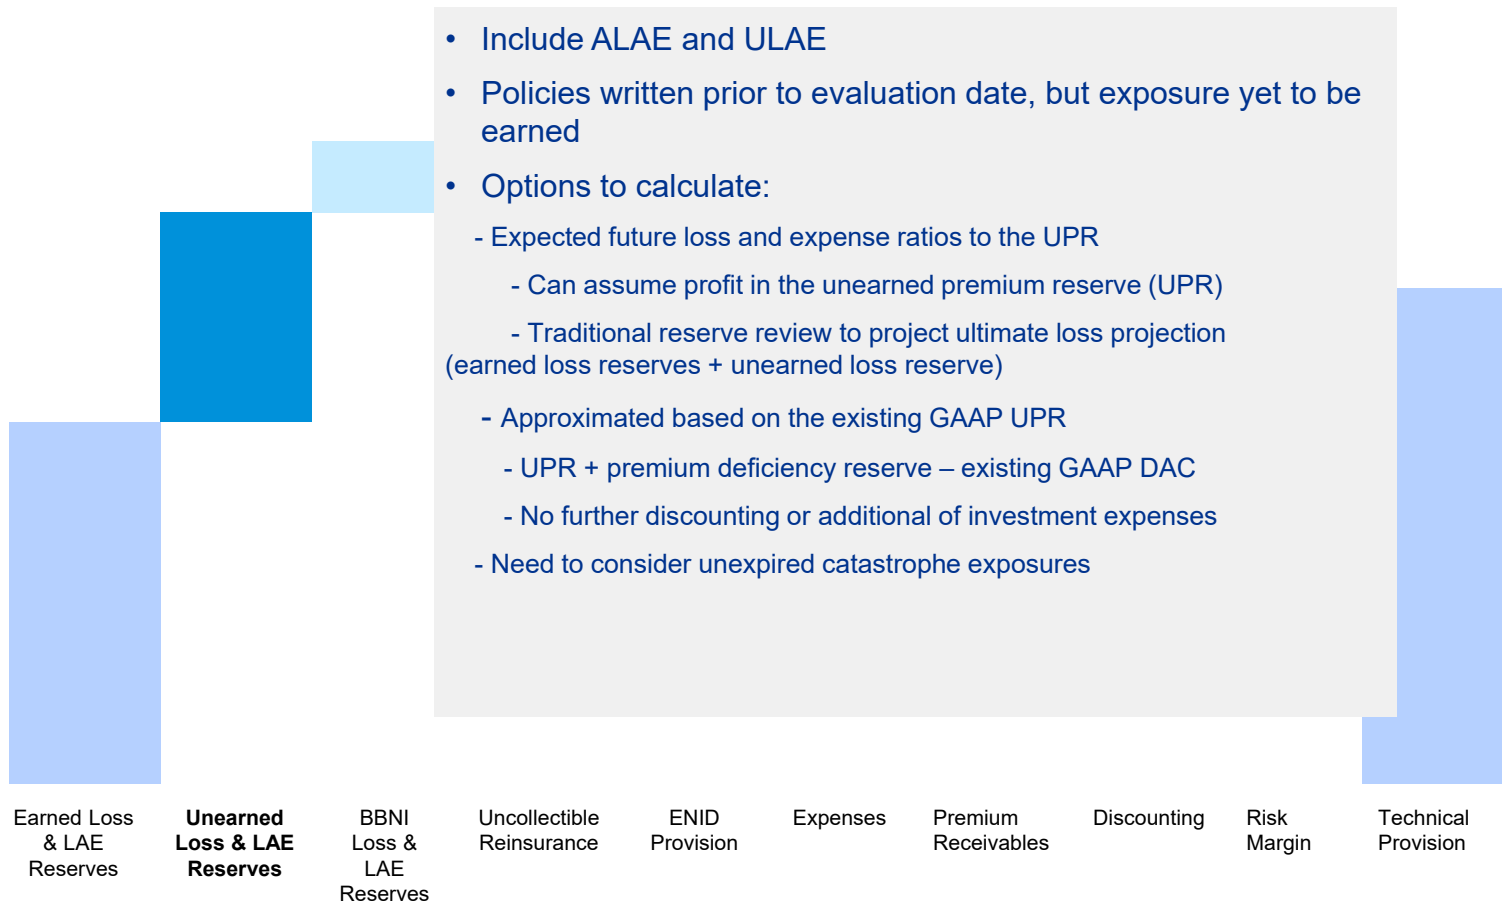 • Include ALAE and ULAE
• Policies written prior to evaluation date, but exposure yet to be
earned
• Options to calculate:
- Expected future loss and expense ratios to the UPR
- Can assume profit in the unearned premium reserve (UPR)
- Traditional reserve review to project ultimate loss projection
(earned loss reserves + unearned loss reserve)
- Approximated based on the existing GAAP UPR
- UPR + premium deficiency reserve – existing GAAP DAC
- No further discounting or additional of investment expenses
- Need to consider unexpired catastrophe exposures
Earned Loss
& LAE
Reserves
Unearned
Loss & LAE
Reserves
BBNI
Loss &
LAE
Reserves
Uncollectible
Reinsurance
ENID
Provision
Expenses
Premium
Receivables
Discounting
Risk
Margin
Technical
Provision